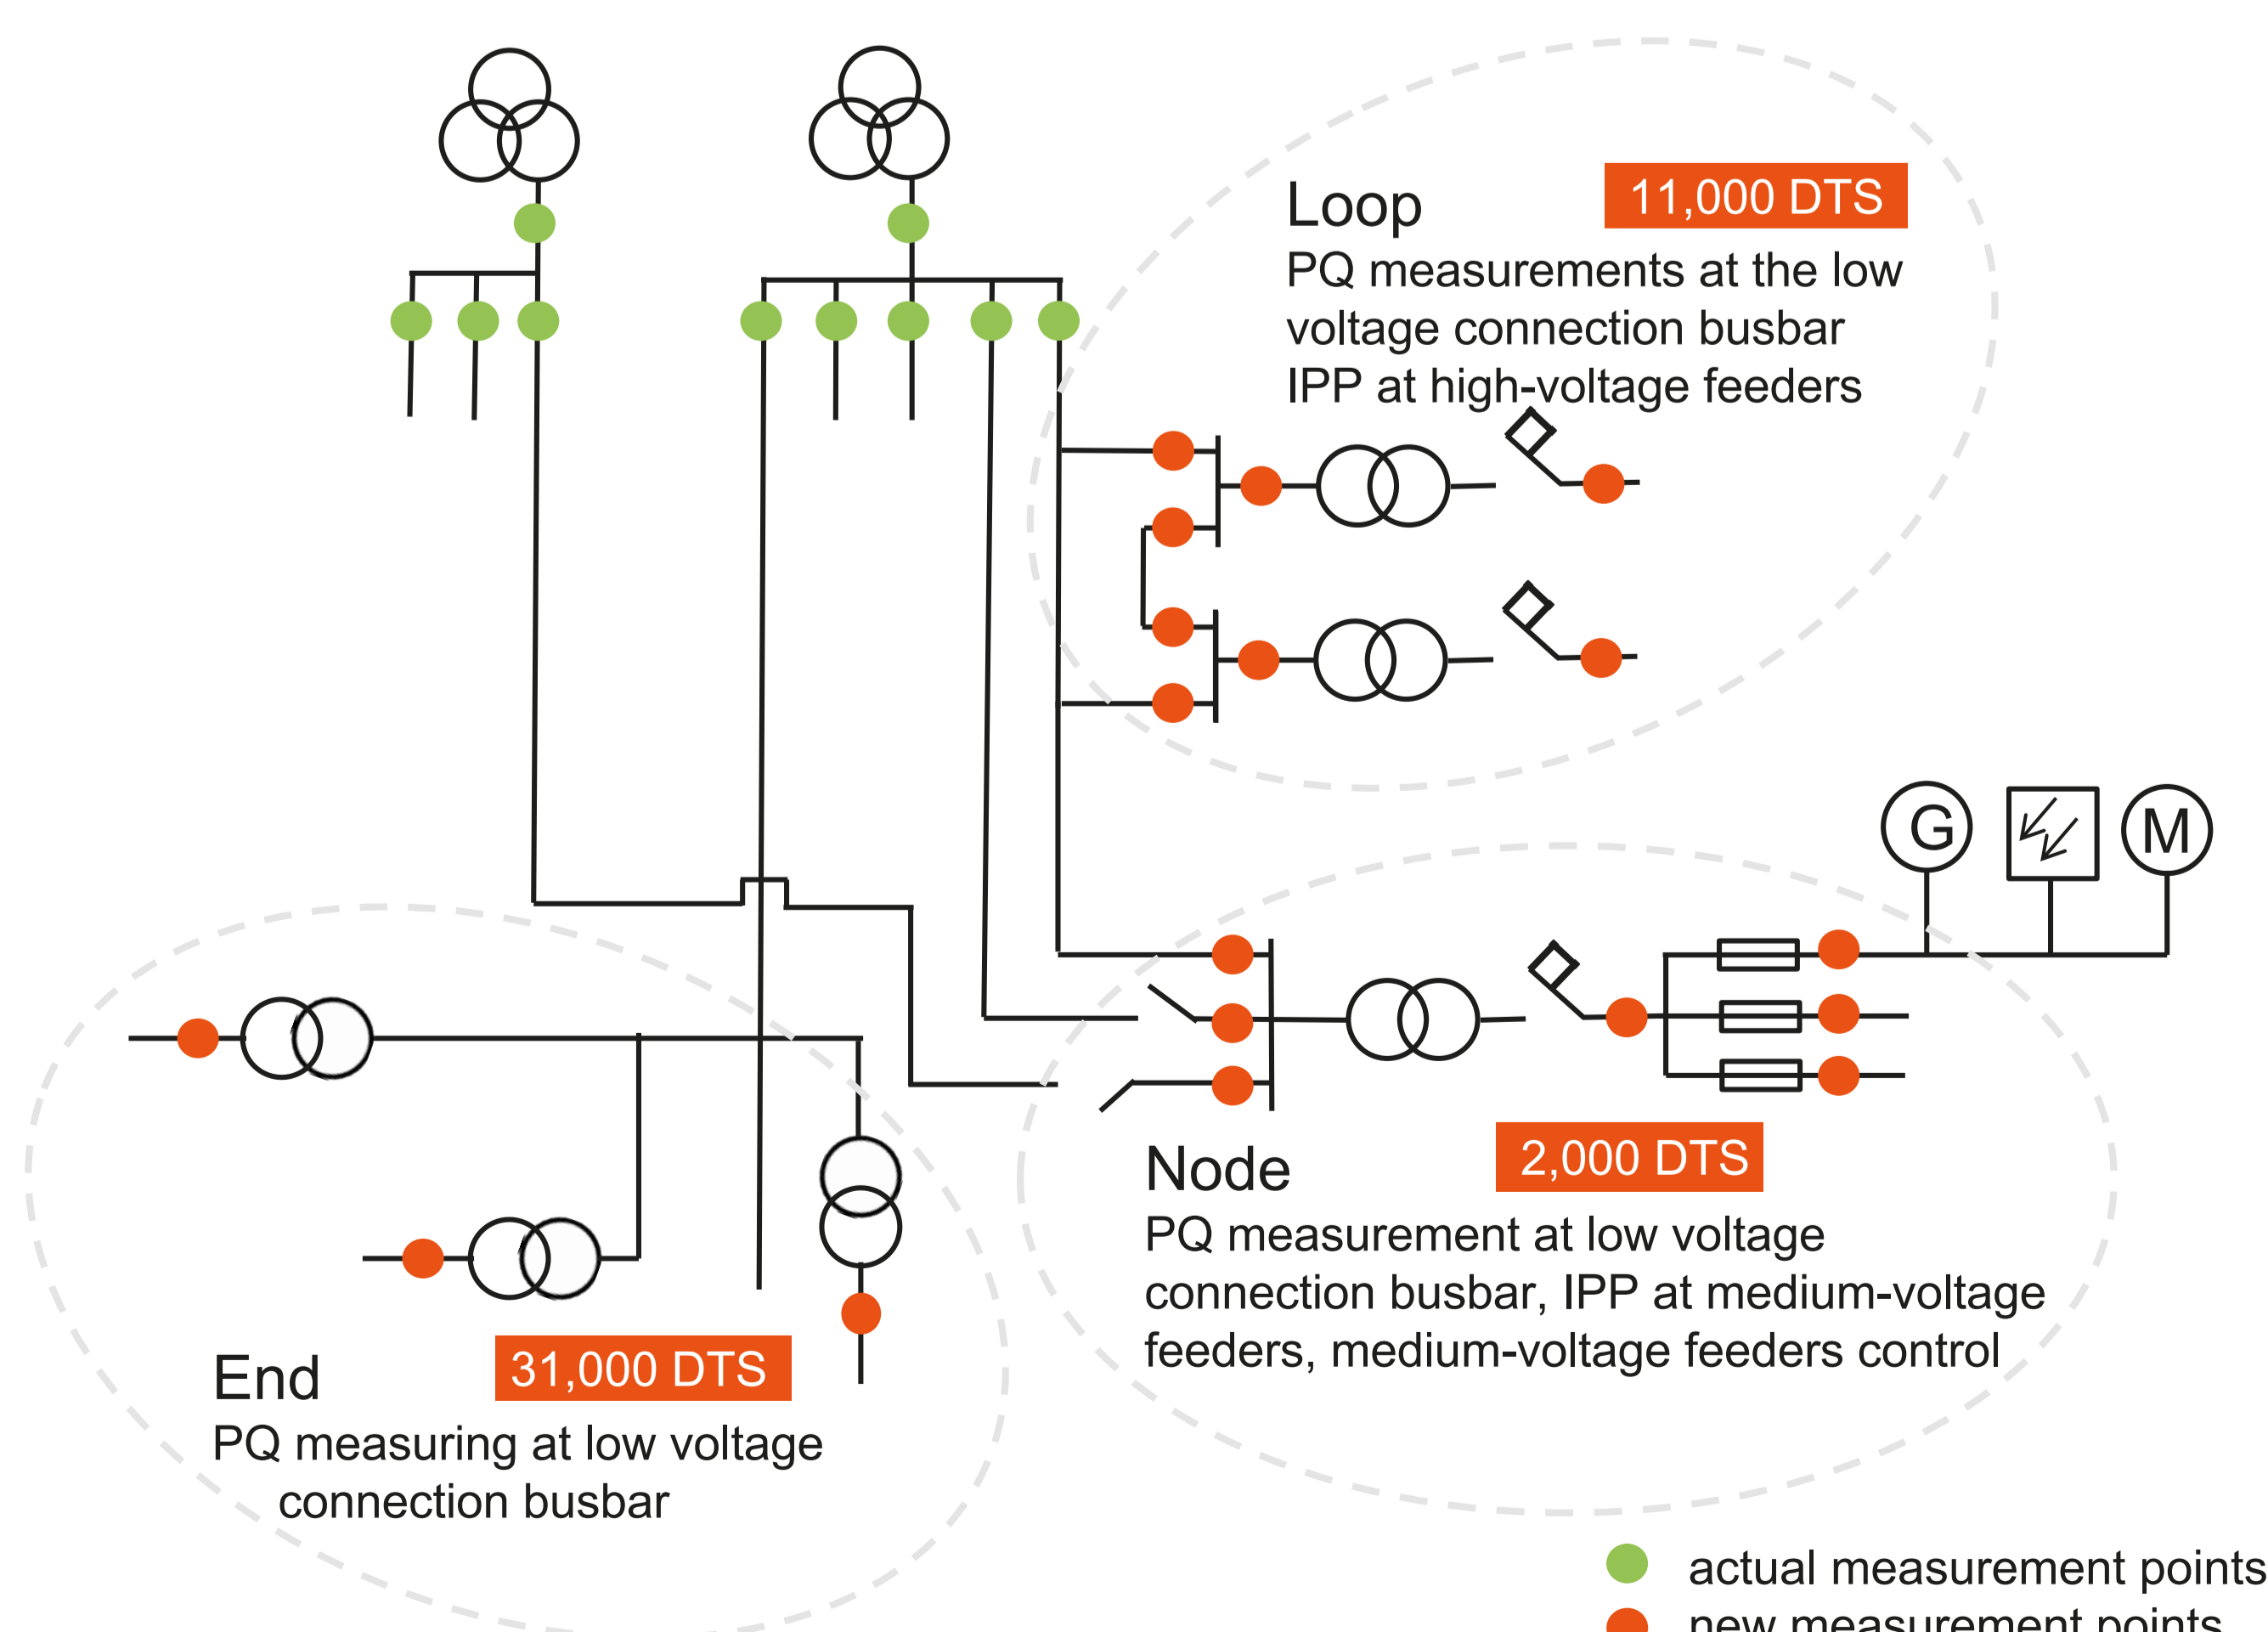 Loop
11,000 DTS
PQ measurements at the low
voltage connection busbar
IPP at high-voltage feeders
G
M
Node
2,000 DTS
PQ measurement at low voltage
connection busbar, IPP at medium-voltage
feeders, medium-voltage feeders control
End
31,000 DTS
PQ measuring at low voltage
connection busbar
actual measurement points
new measurement points